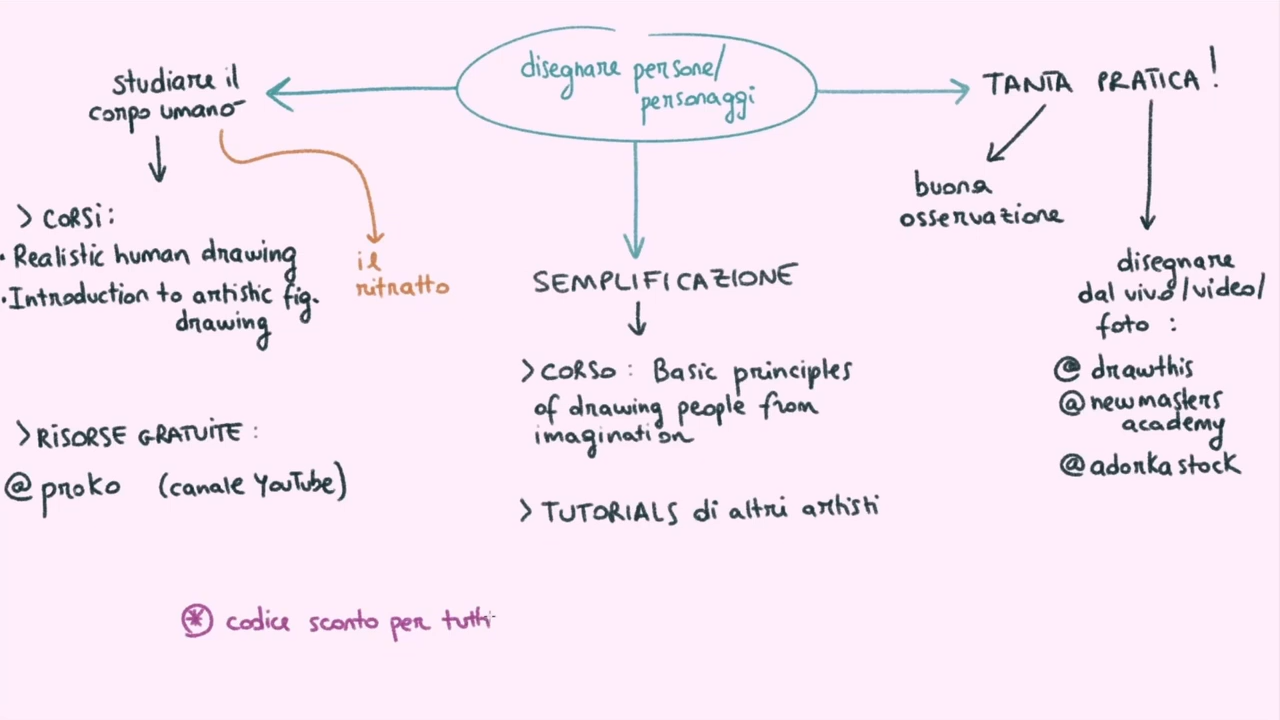 disegnare persone/
personaggi
studiare il
corpo umano
> CORSI:
• Realistic human drawing
• Introduction to artistic fig.
drawing
il
ritratto
> RISORSE GRATUITE :
@ proko (canale YouTube)
SEMPLIFICAZIONE
> CORSO : Basic principles
of drawing people from
imagination
> TUTORIALS di altri artisti
TANTA PRATICA!
buona
osservazione
disegnare
dal vivo/video/
foto :
@ drawthis
@ newmasters
academy
@ adorkastock
* codice sconto per tutti